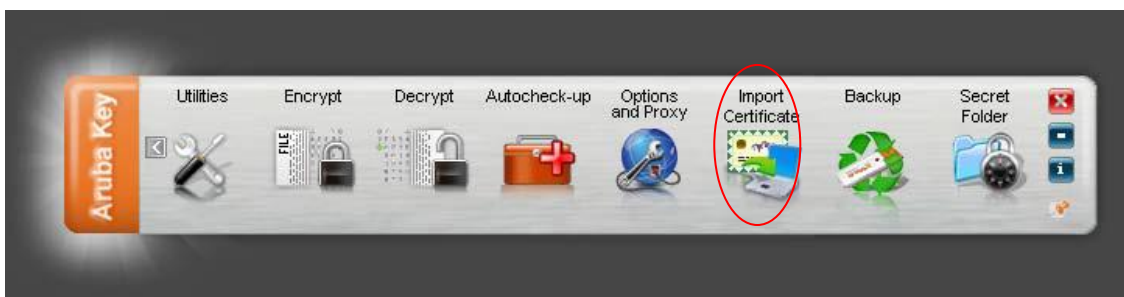 Aruba Key
Utilities
Encrypt
Decrypt
Autocheck-up
Options
and Proxy
Import
Certificate
Backup
Secret
Folder
FILE